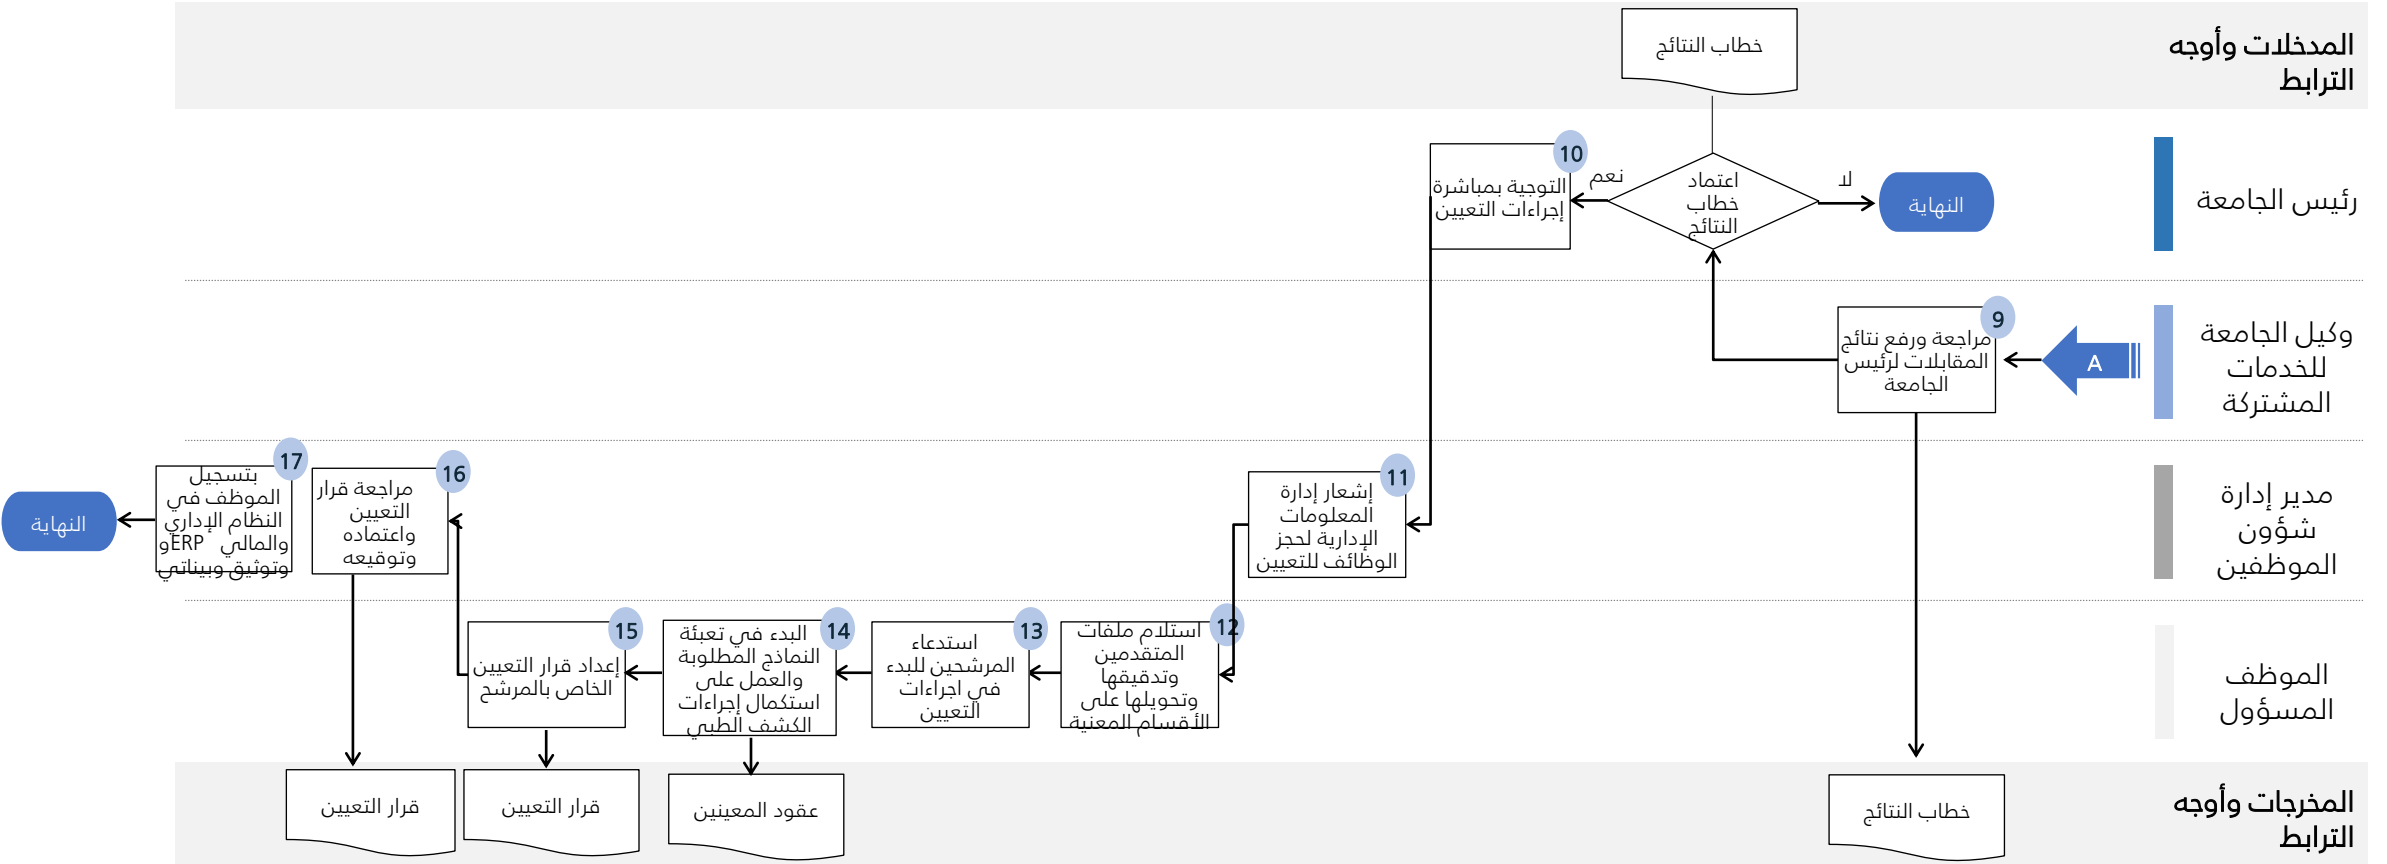 المدخلات وأوجه
الترابط
خطاب النتائج
رئيس الجامعة
النهاية
لا
اعتماد
خطاب
النتائج
نعم
10
التوجية بمباشرة
إجراءات التعيين
وكيل الجامعة
للخدمات
المشتركة
A
9
مراجعة ورفع نتائج
المقابلات لرئيس
الجامعة
مدير إدارة
شؤون
الموظفين
11
إشعار إدارة
المعلومات
الإدارية لحجز
الوظائف للتعيين
16
مراجعة قرار
التعيين
واعتماده
وتوقيعه
17
بتسجيل
الموظف في
النظام الإداري
والمالي ERPو
وتوثيق وبيناتي
النهاية
الموظف
المسؤول
12
استلام ملفات
المتقدمين
وتدقيقها
وتحويلها على
الأقسام المعنية
13
استدعاء
المرشحين للبدء
في اجراءات
التعيين
14
البدء في تعبئة
النماذج المطلوبة
والعمل على
استكمال إجراءات
الكشف الطبي
15
إعداد قرار التعيين
الخاص بالمرشح
المخرجات وأوجه
الترابط
خطاب النتائج
عقود المعينين
قرار التعيين
قرار التعيين